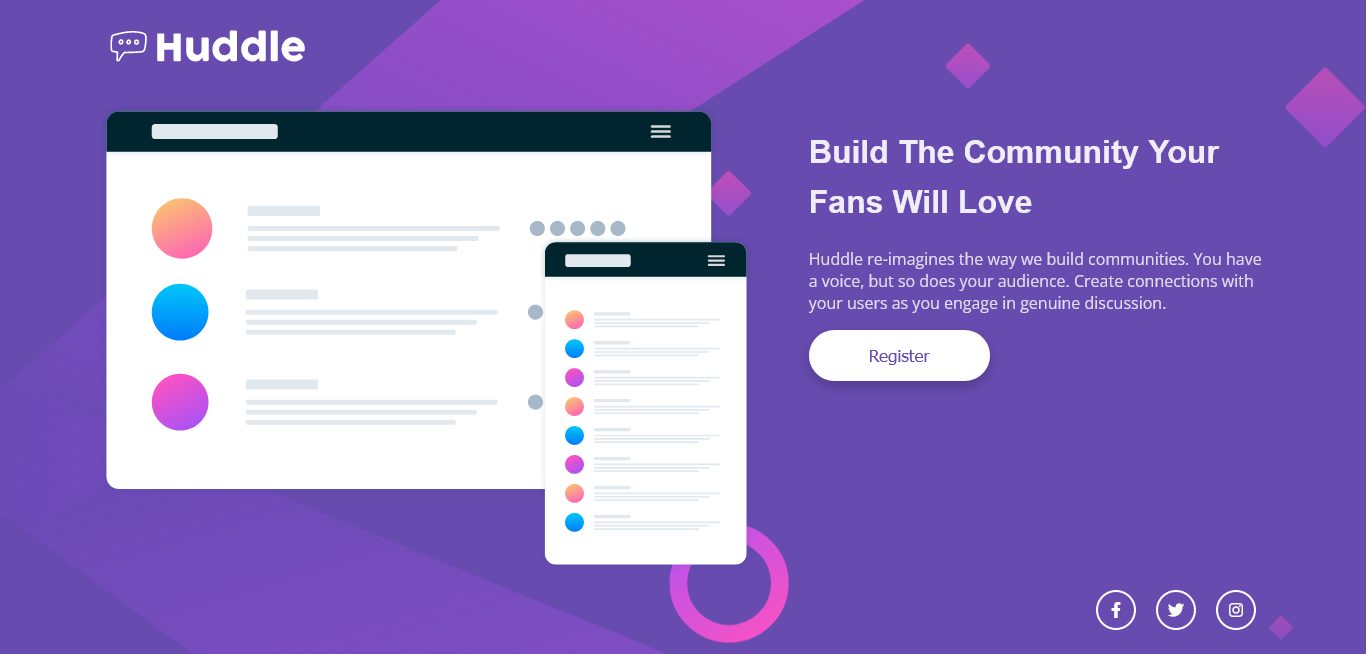 Huddle
Build The Community Your
Fans Will Love
Huddle re-imagines the way we build communities. You have
a voice, but so does your audience. Create connections with
your users as you engage in genuine discussion.
Register